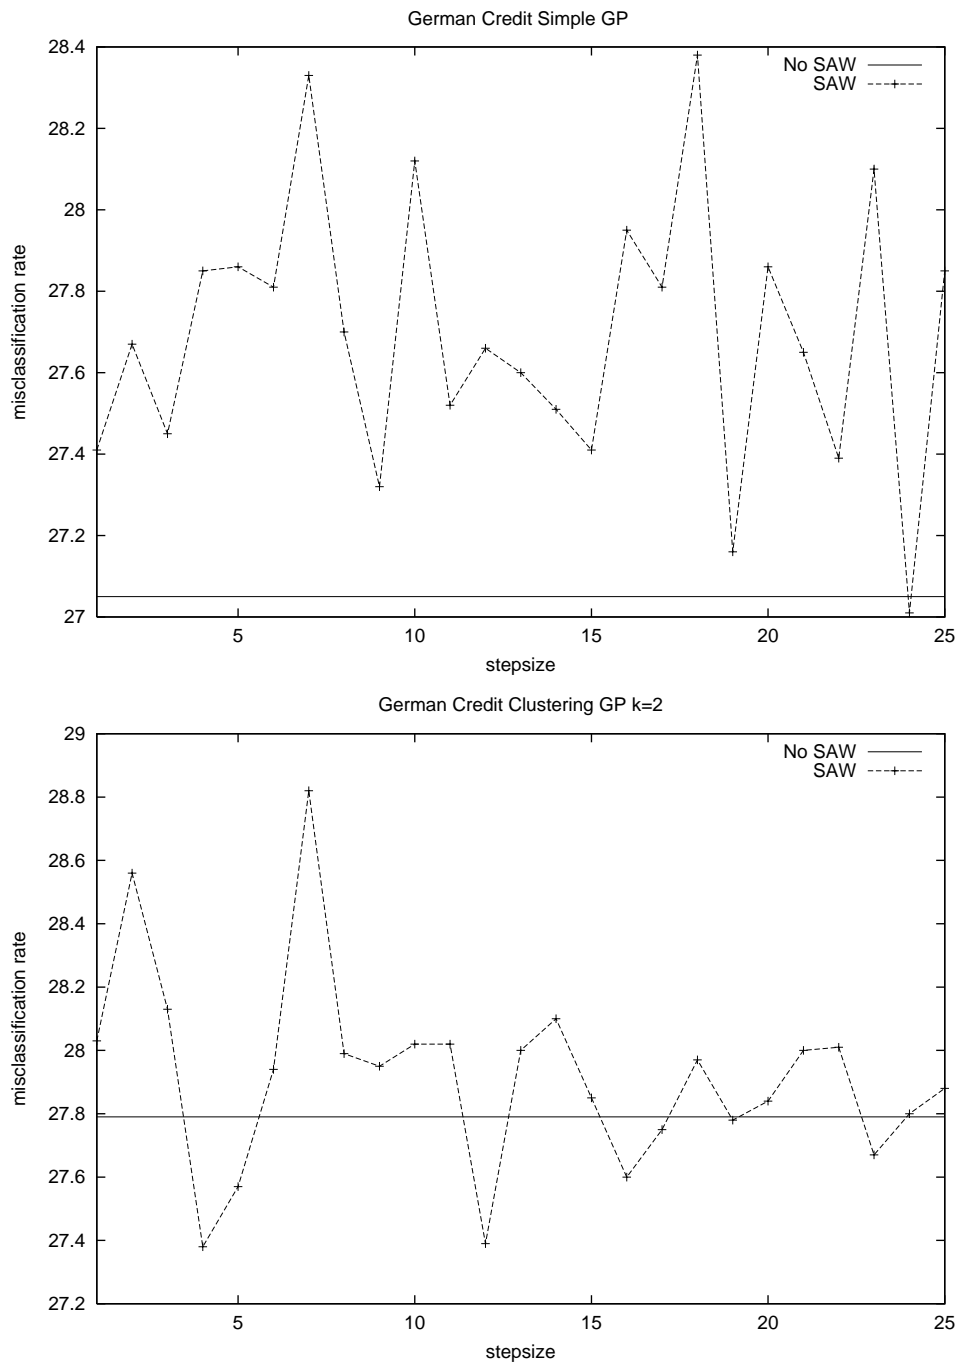 German Credit Simple GP
28.4
28.2
28
27.8
27.6
27.4
27.2
27
misclassification rate
No SAW
SAW
5 10 15 20 25
stepsize
German Credit Clustering GP k=2
29
28.8
28.6
28.4
28.2
28
27.8
27.6
27.4
27.2
misclassification rate
No SAW
SAW
5 10 15 20 25
stepsize